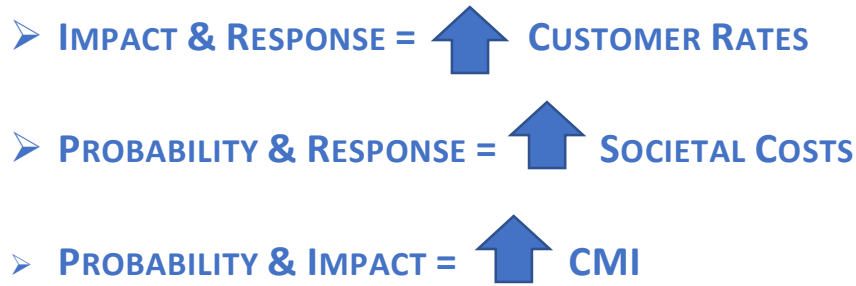 ➢ IMPACT & RESPONSE = CUSTOMER RATES
➢ PROBABILITY & RESPONSE = SOCIETAL COSTS
➢ PROBABILITY & IMPACT = CMI